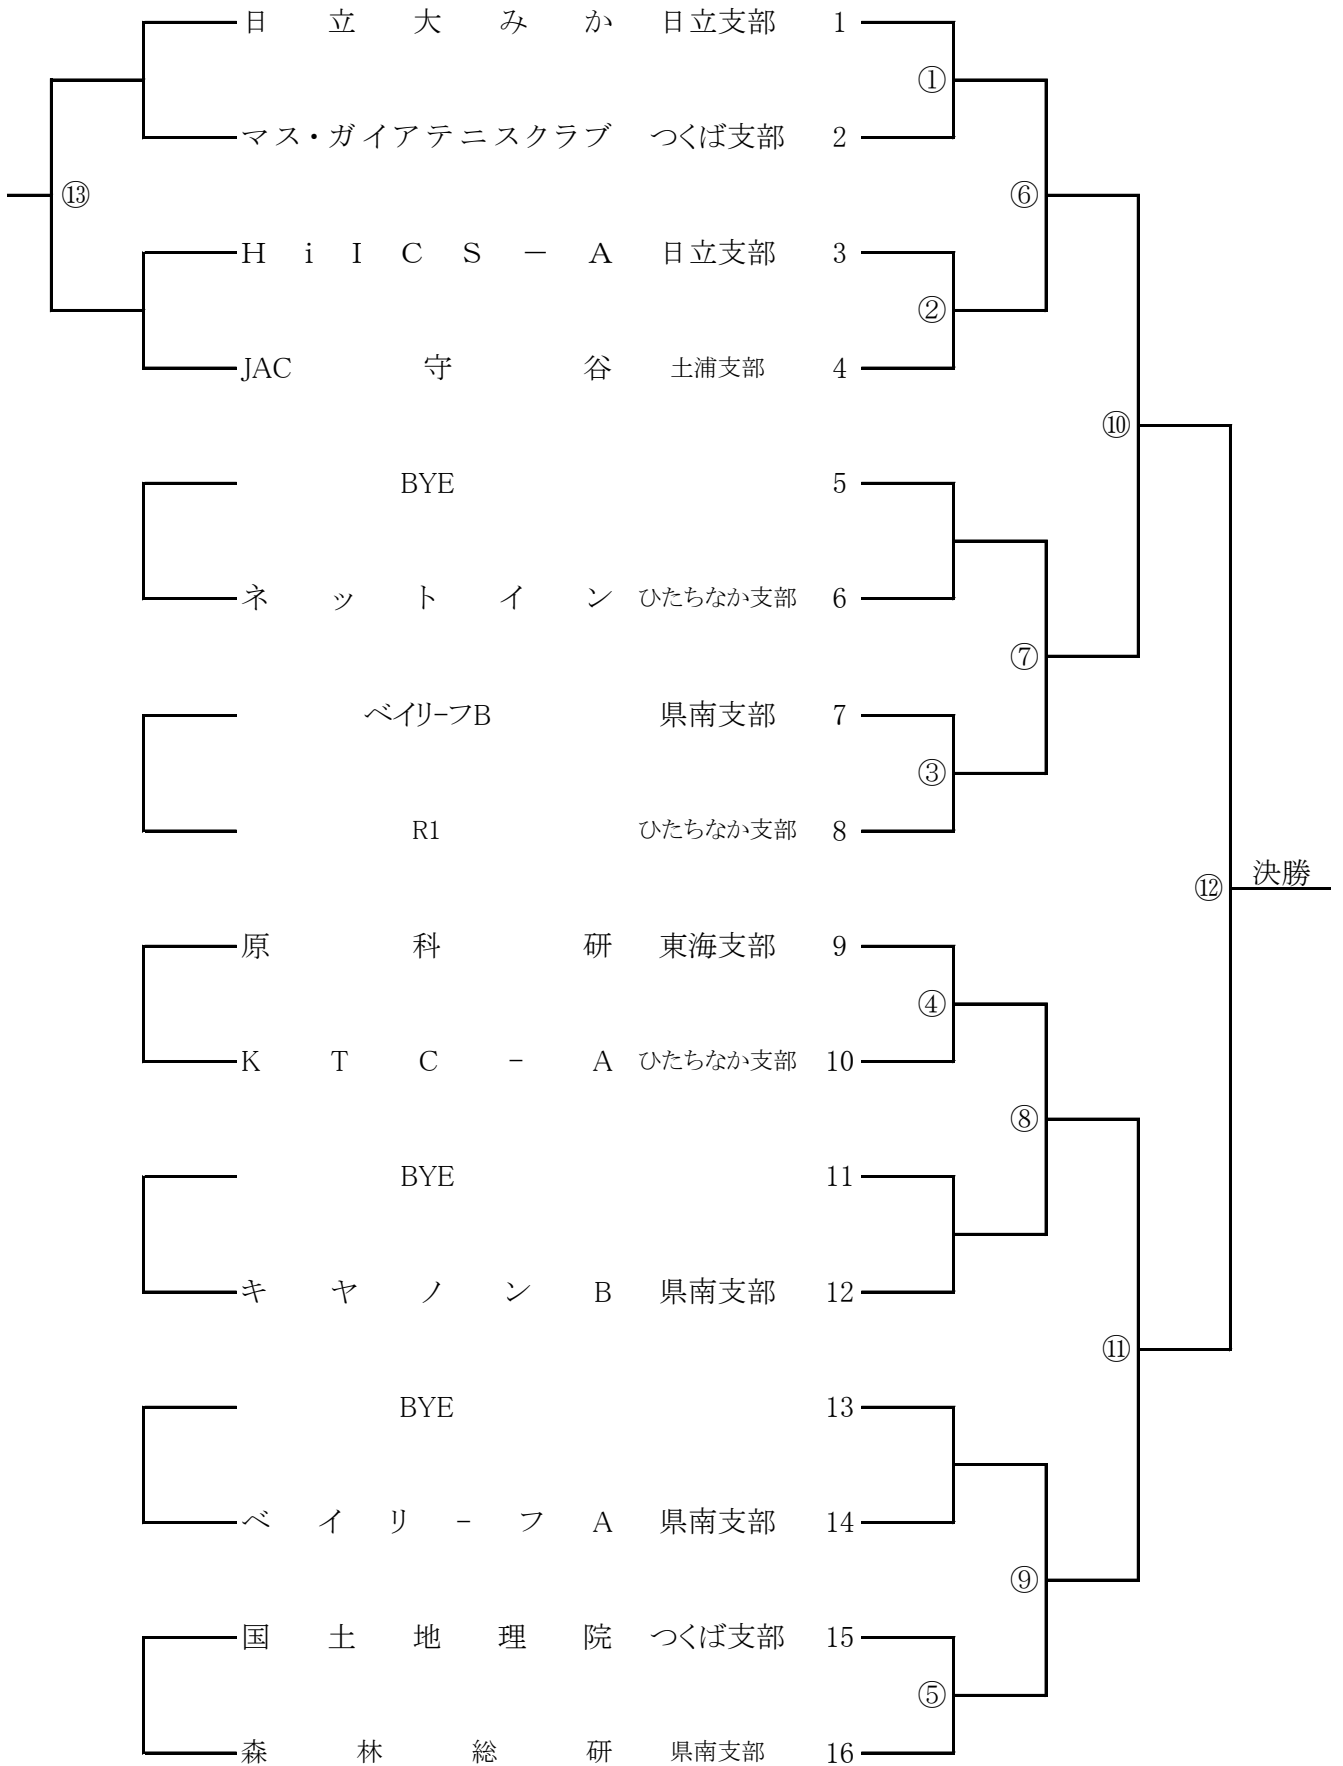 日立大みか 日立支部 1
①
マス・ガイアテニスクラブ つくば支部 2
⑬ ⑥
HiICS－A 日立支部 3
②
JAC守谷 土浦支部 4
⑩
BYE 5
ネットイン ひたちなか支部 6
⑦
ベイリーフB 県南支部 7
③
R1 ひたちなか支部 8
⑫ 決勝
原科研 東海支部 9
④
KTC-A ひたちなか支部 10
⑧
BYE 11
キヤノンB 県南支部 12
⑪
BYE 13
ベイリーフA 県南支部 14
⑨
国土地理院 つくば支部 15
⑤
森林総研 県南支部 16